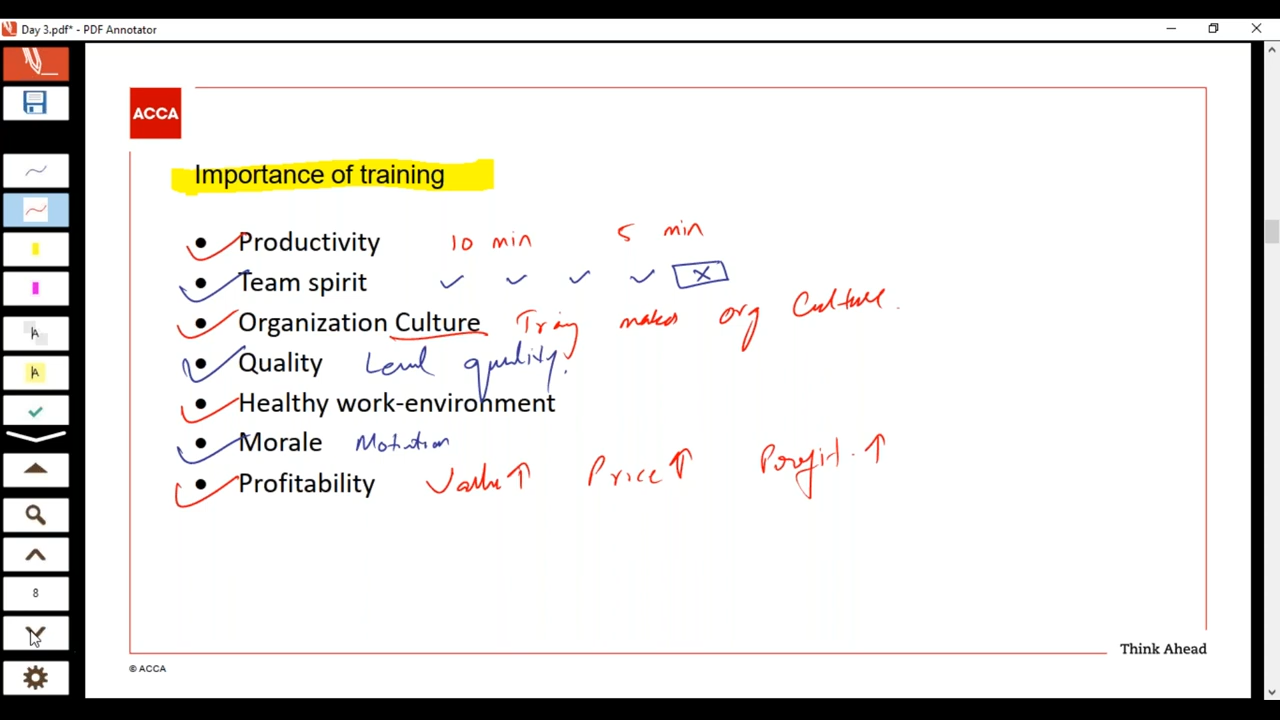 Day 3.pdf* - PDF Annotator
ACCA
Importance of training
• Productivity 10 min 5 min
• Team spirit ✓ ✓ ✓ ✓ X
• Organization Culture makes org Culture.
• Quality Level quality.
• Healthy work-environment
• Morale Motivation
• Profitability Value ↑ Price ↑ Profit. ↑
8
Think Ahead
© ACCA